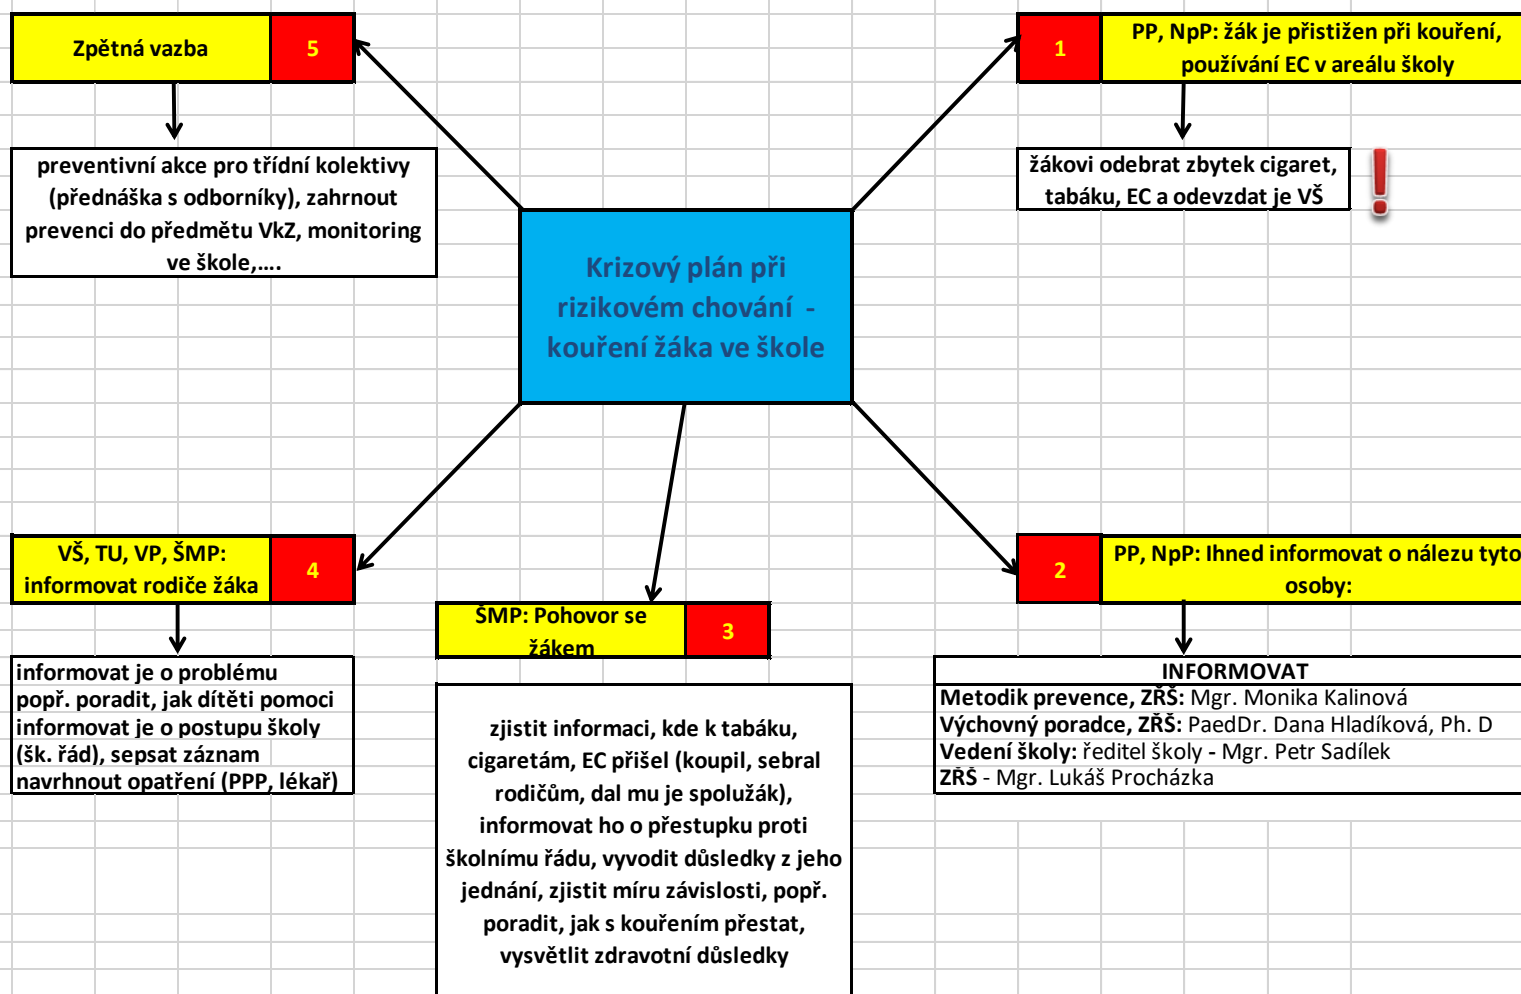 Zpětná vazba
5
1
PP, NpP: žák je přistižen při kouření,
používání EC v areálu školy
preventivní akce pro třídní kolektivy
(přednáška s odborníky), zahrnout
prevenci do předmětu VkZ, monitoring
ve škole,....
žákovi odebrat zbytek cigaret,
tabáku, EC a odevzdat je VŠ
Krizový plán při
rizikovém chování -
kouření žáka ve škole
VŠ, TU, VP, ŠMP:
informovat rodiče žáka
4
2
PP, NpP: Ihned informovat o nálezu tyto
osoby:
ŠMP: Pohovor se
žákem
3
informovat je o problému
popř. poradit, jak dítěti pomoci
informovat je o postupu školy
(šk. řád), sepsat záznam
navrhnout opatření (PPP, lékař)
INFORMOVAT
Metodik prevence, ZŘŠ: Mgr. Monika Kalinová
Výchovný poradce, ZŘŠ: PaedDr. Dana Hladíková, Ph. D
Vedení školy: ředitel školy - Mgr. Petr Sadílek
ZŘŠ - Mgr. Lukáš Procházka
zjistit informaci, kde k tabáku,
cigaretám, EC přišel (koupil, sebral
rodičům, dal mu je spolužák),
informovat ho o přestupku proti
školnímu řádu, vyvodit důsledky z jeho
jednání, zjistit míru závislosti, popř.
poradit, jak s kouřením přestat,
vysvětlit zdravotní důsledky